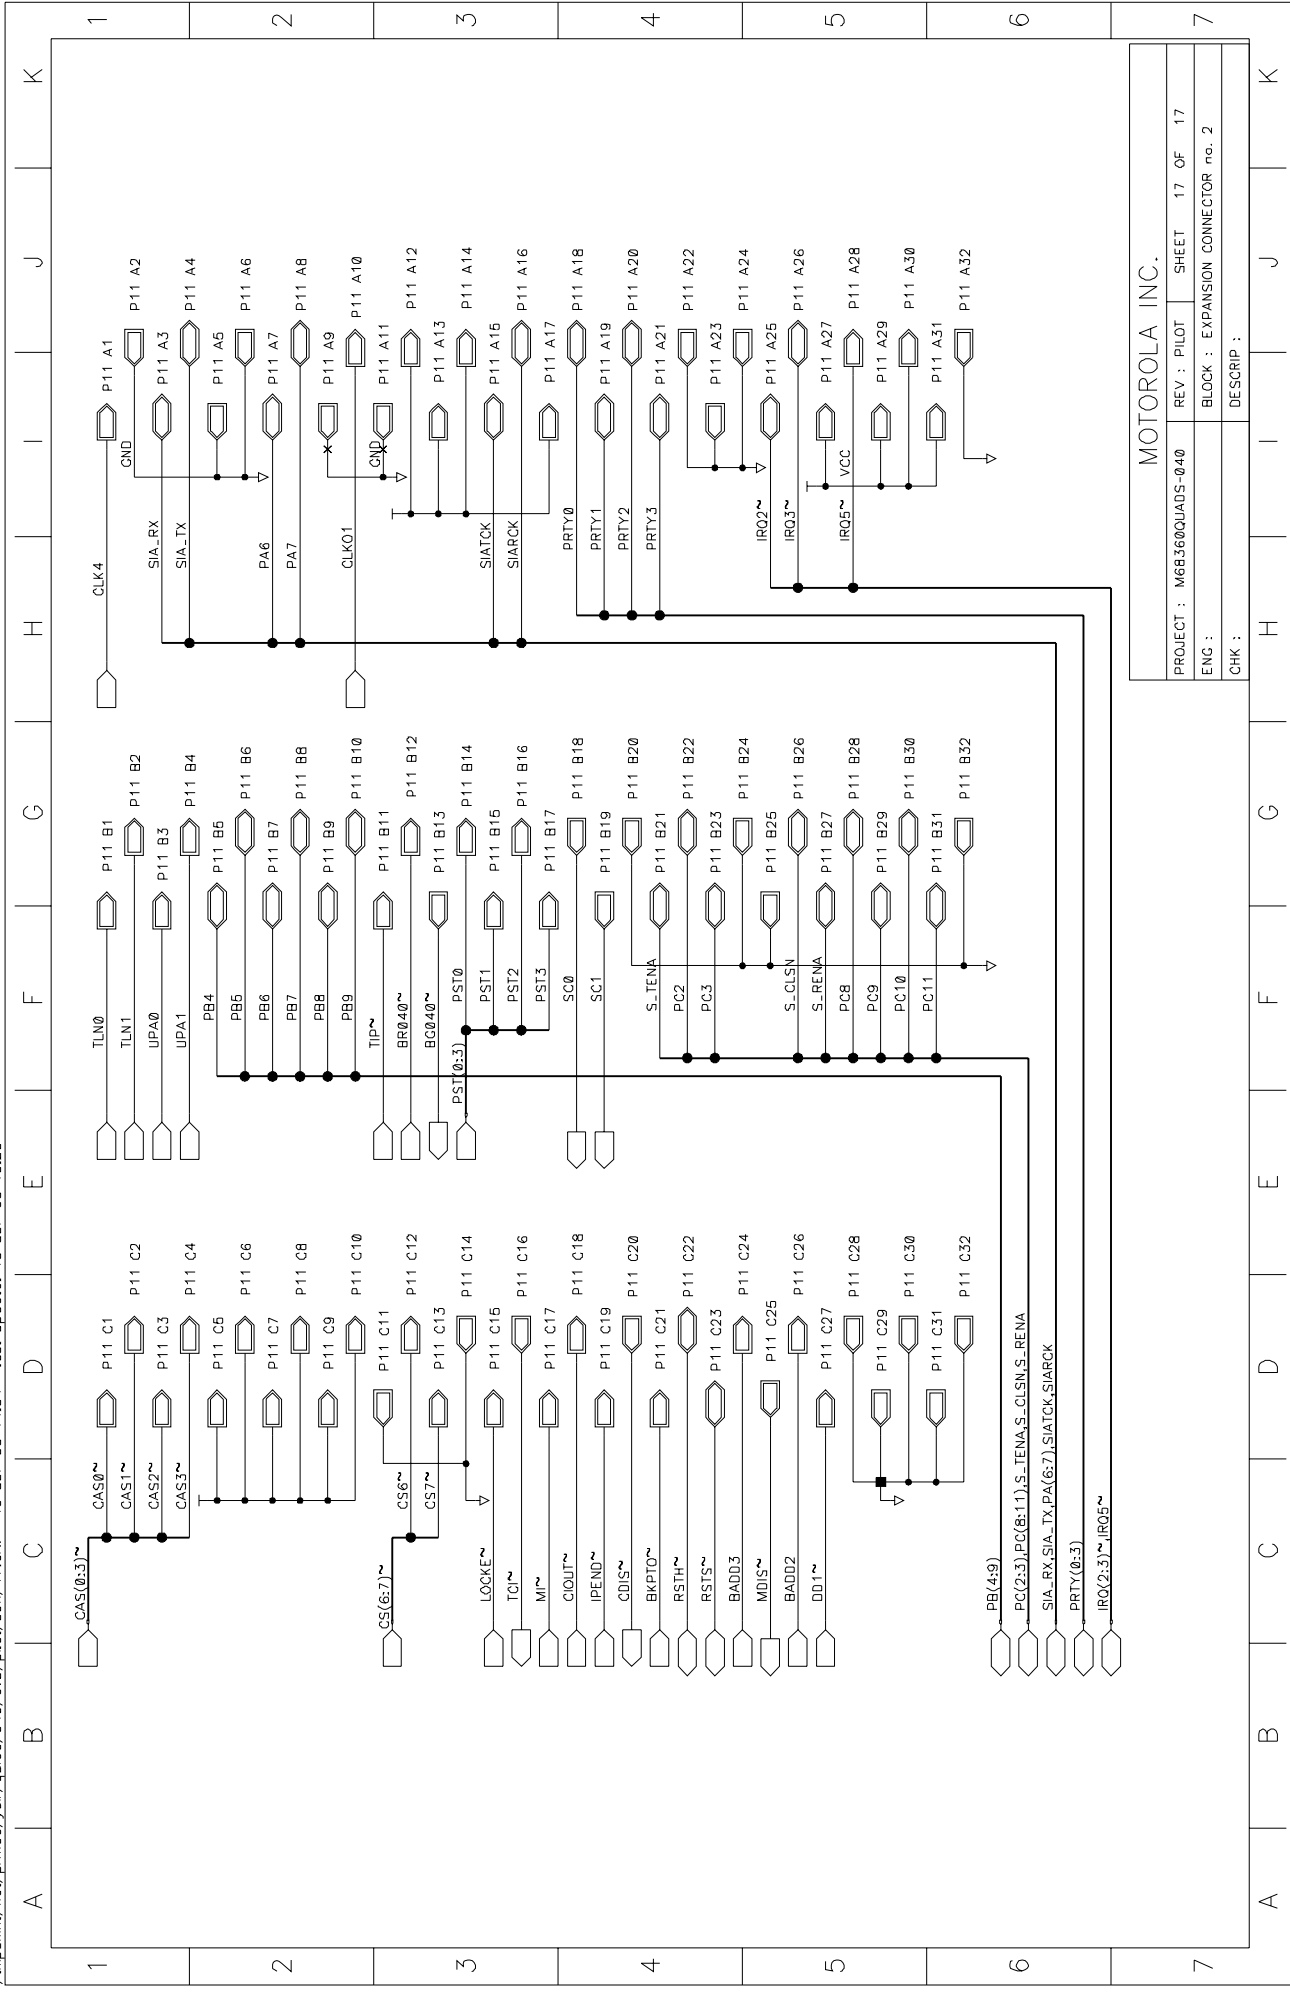 A B C D E F G H I J K
1 2 3 4 5 6 7
CAS(0:3)~
CAS0~ P11 C1
CAS1~ P11 C2
CAS2~ P11 C3
CAS3~ P11 C4
P11 C5
P11 C6
P11 C7
P11 C8
P11 C9
P11 C10
P11 C11
CS(6:7)~
CS6~ P11 C12
CS7~ P11 C13
P11 C14
LOCKE~ P11 C15
TCI~ P11 C16
MI~ P11 C17
CIOUT~ P11 C18
IPEND~ P11 C19
CDIS~ P11 C20
BKPTO~ P11 C21
RSTH~ P11 C22
RSTS~ P11 C23
BADD3 P11 C24
MDIS~ P11 C25
BADD2 P11 C26
DD1~ P11 C27
P11 C28
P11 C29
P11 C30
P11 C31
P11 C32
PB(4:9)
PC(2:3),PC(8:11),S_TENA,S_CLSN,S_RENA
SIA_RX,SIA_TX,PA(6:7),SIATCK,SIARCK
PRTY(0:3)
IRQ(2:3)~,IRQ5~
TLN0 P11 B1
TLN1 P11 B2
UPA0 P11 B3
UPA1 P11 B4
PB4 P11 B5
PB5 P11 B6
PB6 P11 B7
PB7 P11 B8
PB8 P11 B9
PB9 P11 B10
TIP~ P11 B11
BR040~ P11 B12
BG040~ P11 B13
PST(0:3)
PST0 P11 B14
PST1 P11 B15
PST2 P11 B16
PST3 P11 B17
SC0 P11 B18
SC1 P11 B19
P11 B20
S_TENA P11 B21
PC2 P11 B22
PC3 P11 B23
P11 B24
P11 B25
S_CLSN P11 B26
S_RENA P11 B27
PC8 P11 B28
PC9 P11 B29
PC10 P11 B30
PC11 P11 B31
P11 B32
CLK4 P11 A1
GND P11 A2
SIA_RX P11 A3
SIA_TX P11 A4
P11 A5
P11 A6
PA6 P11 A7
PA7 P11 A8
P11 A9
CLKO1 P11 A10
GND P11 A11
P11 A12
P11 A13
P11 A14
SIATCK P11 A15
SIARCK P11 A16
P11 A17
PRTY0 P11 A18
PRTY1 P11 A19
PRTY2 P11 A20
PRTY3 P11 A21
P11 A22
P11 A23
P11 A24
IRQ2~ P11 A25
IRQ3~ P11 A26
P11 A27
IRQ5~ VCC P11 A28
P11 A29
P11 A30
P11 A31
P11 A32
MOTOROLA INC.
PROJECT : M68360QUADS-040 REV : PILOT SHEET 17 OF 17
ENG : BLOCK : EXPANSION CONNECTOR no. 2
CHK : DESCRIP :
1 2 3 4 5 6 7
A B C D E F G H I J K